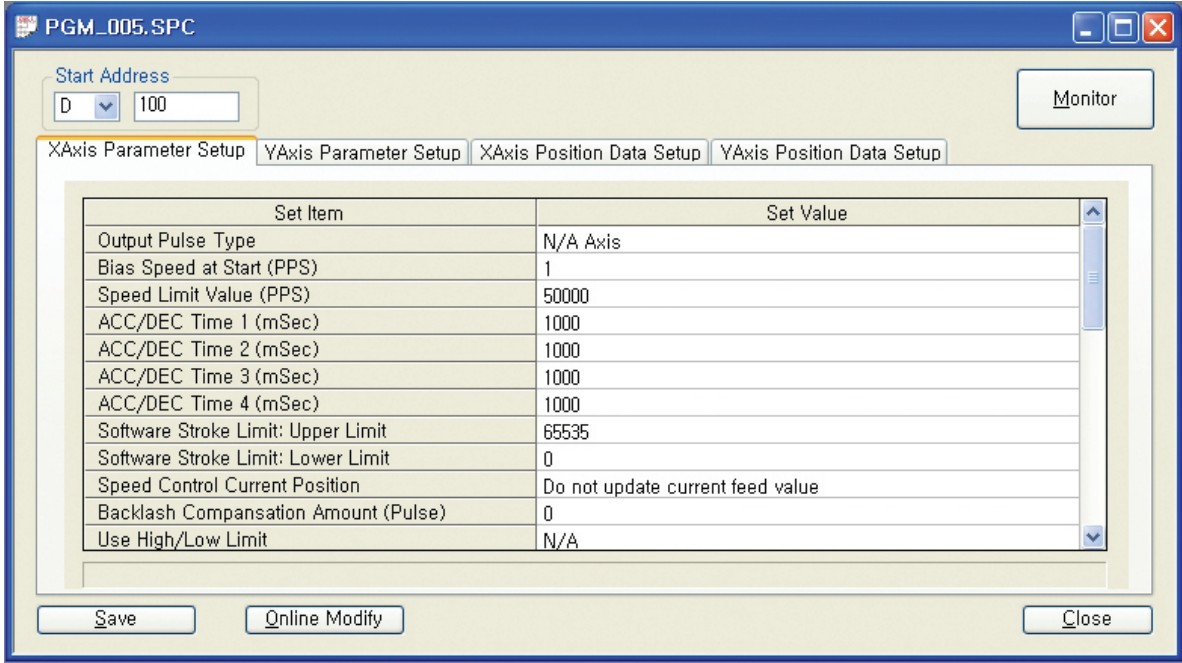 PGM_005.SPC
Start Address
D 100
Monitor
XAxis Parameter Setup YAxis Parameter Setup XAxis Position Data Setup YAxis Position Data Setup
Set Item Set Value
Output Pulse Type N/A Axis
Bias Speed at Start (PPS) 1
Speed Limit Value (PPS) 50000
ACC/DEC Time 1 (mSec) 1000
ACC/DEC Time 2 (mSec) 1000
ACC/DEC Time 3 (mSec) 1000
ACC/DEC Time 4 (mSec) 1000
Software Stroke Limit: Upper Limit 65535
Software Stroke Limit: Lower Limit 0
Speed Control Current Position Do not update current feed value
Backlash Compansation Amount (Pulse) 0
Use High/Low Limit N/A
Save Online Modify Close